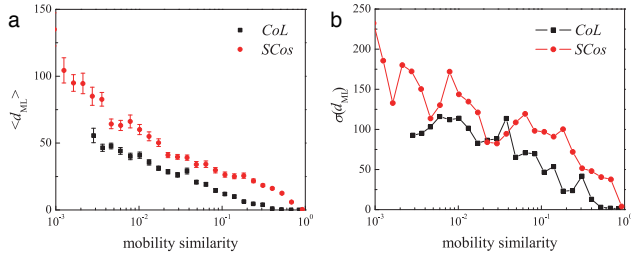 a
150
100
50
0
<d_ML>
CoL
SCos
10^-3
10^-2
10^-1
10^0
mobility similarity
b
250
200
150
100
50
0
σ(d_ML)
CoL
SCos
10^-3
10^-2
10^-1
10^0
mobility similarity